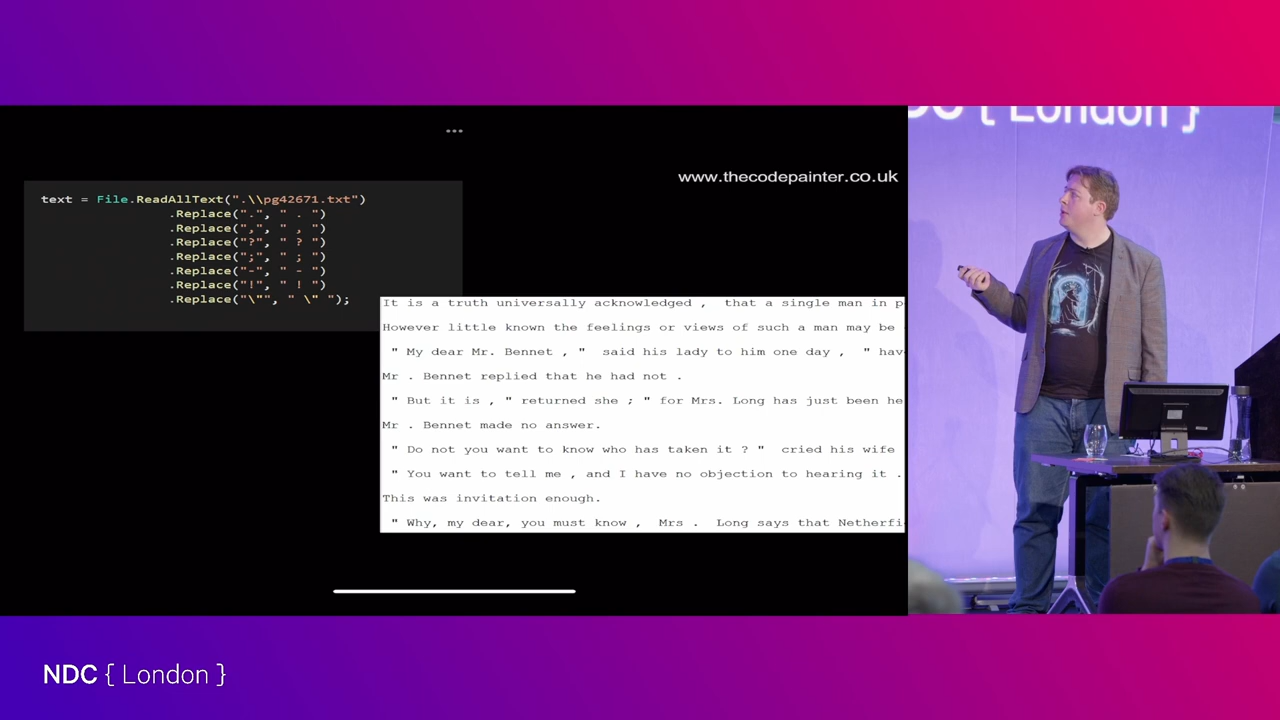 DC { London }
www.thecodepainter.co.uk
text = File.ReadAllText(".\\pg42671.txt")
.Replace(".", " . ")
.Replace(",", " , ")
.Replace("?", " ? ")
.Replace(";", " ; ")
.Replace("-", " - ")
.Replace("!", " ! ")
.Replace("\"", " \" ");
It is a truth universally acknowledged ,  that a single man in
However little known the feelings or views of such a man may be
" My dear Mr. Bennet , "  said his lady to him one day ,  "
Mr . Bennet replied that he had not .
" But it is , " returned she ; " for Mrs. Long has just been
Mr . Bennet made no answer.
" Do not you want to know who has taken it ? "  cried his wife
" You want to tell me , and I have no objection to hearing it .
This was invitation enough.
" Why, my dear, you must know ,  Mrs .  Long says that
NDC { London }